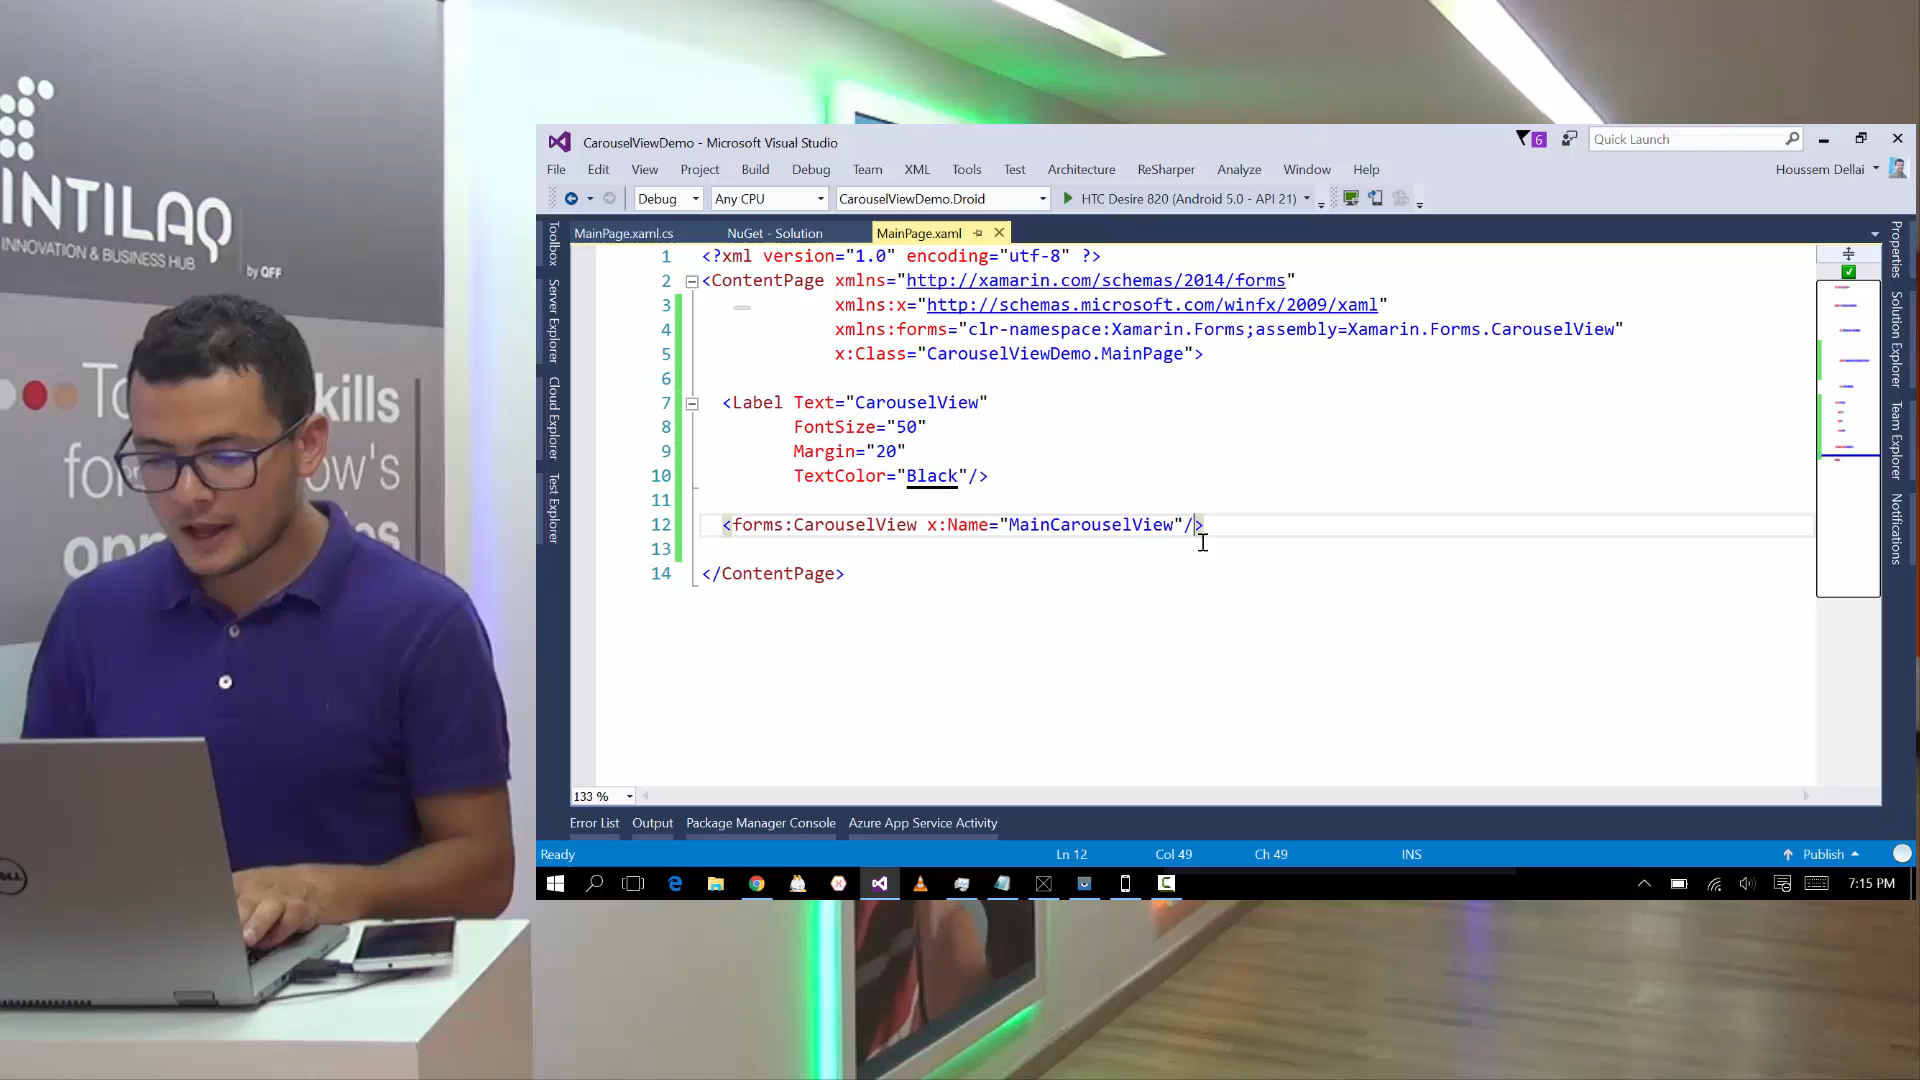 INTILAQ
INNOVATION & BUSINESS HUB
by QFF
To kills
for ow's
CarouselViewDemo - Microsoft Visual Studio
6
Quick Launch
File Edit View Project Build Debug Team XML Tools Test Architecture ReSharper Analyze Window Help
Houssem Dellai
Debug Any CPU CarouselViewDemo.Droid HTC Desire 820 (Android 5.0 - API 21)
MainPage.xaml.cs NuGet - Solution MainPage.xaml
Toolbox
Server Explorer
Cloud Explorer
Test Explorer
1 <?xml version="1.0" encoding="utf-8" ?>
2 <ContentPage xmlns="http://xamarin.com/schemas/2014/forms"
3 xmlns:x="http://schemas.microsoft.com/winfx/2009/xaml"
4 xmlns:forms="clr-namespace:Xamarin.Forms;assembly=Xamarin.Forms.CarouselView"
5 x:Class="CarouselViewDemo.MainPage">
6
7 <Label Text="CarouselView"
8 FontSize="50"
9 Margin="20"
10 TextColor="Black"/>
11
12 <forms:CarouselView x:Name="MainCarouselView"/>
13
14 </ContentPage>
Properties
Solution Explorer
Team Explorer
Notifications
133 %
Error List Output Package Manager Console Azure App Service Activity
Ready Ln 12 Col 49 Ch 49 INS Publish
7:15 PM
DELL